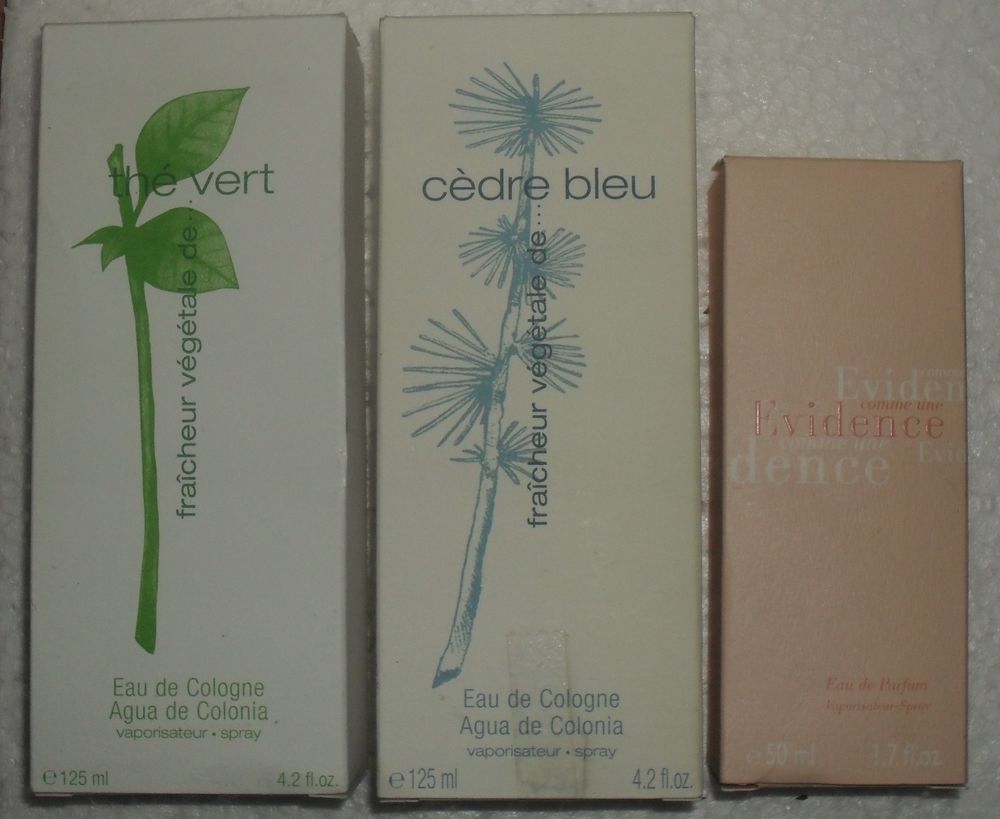 thé vert
fraîcheur végétale de...
Eau de Cologne
Agua de Colonia
vaporisateur • spray
e 125 ml 4.2 fl.oz.
cèdre bleu
fraîcheur végétale de....
Eau de Cologne
Agua de Colonia
vaporisateur • spray
e 125 ml 4.2 fl.oz.
comme
Eviden
comme une
Evidence
comme une
Evid
dence
Eau de Parfum
Vaporisateur-Spray
e 50 ml 1.7 fl.oz.